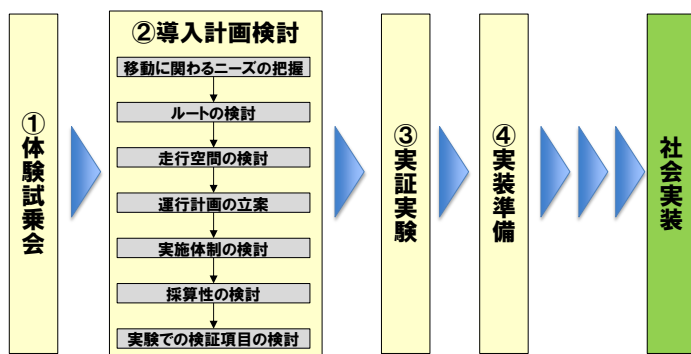 ①体験試乗会
②導入計画検討
移動に関わるニーズの把握
ルートの検討
走行空間の検討
運行計画の立案
実施体制の検討
採算性の検討
実験での検証項目の検討
③実証実験
④実装準備
社会実装